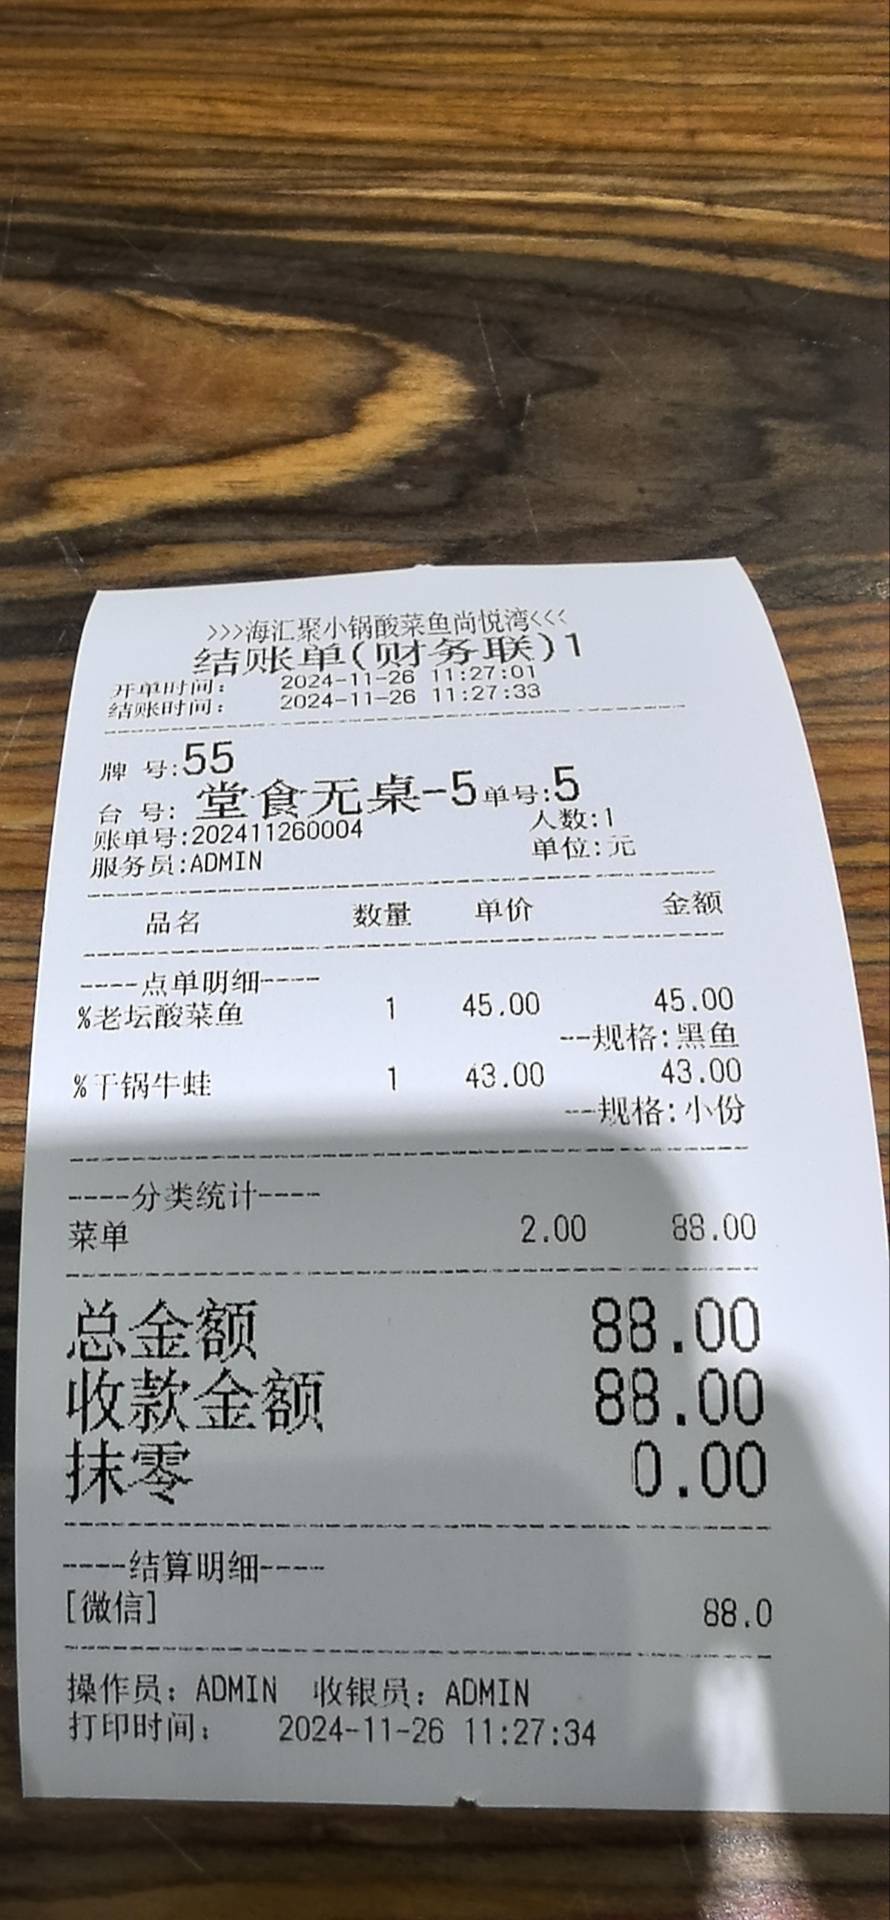 >>>海汇聚小锅酸菜鱼尚悦湾<<<
结账单(财务联)1
开单时间: 2024-11-26 11:27:01
结账时间: 2024-11-26 11:27:33
牌 号:55
台 号: 堂食无桌-5 单号:5
账单号:202411260004 人数:1
服务员:ADMIN 单位:元
品名 数量 单价 金额
----点单明细----
%老坛酸菜鱼 1 45.00 45.00
--规格:黑鱼
%干锅牛蛙 1 43.00 43.00
--规格:小份
----分类统计----
菜单 2.00 88.00
总金额 88.00
收款金额 88.00
抹零 0.00
----结算明细----
[微信] 88.0
操作员: ADMIN 收银员: ADMIN
打印时间: 2024-11-26 11:27:34